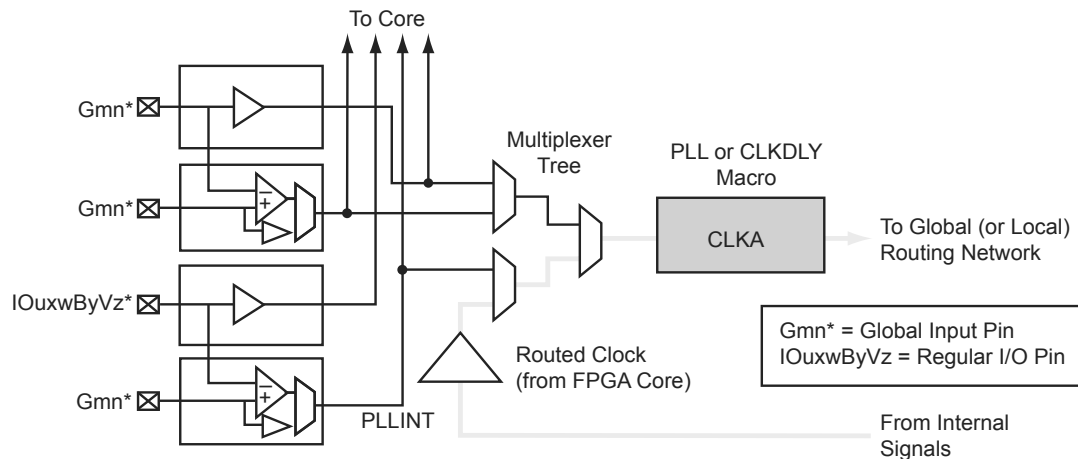 To Core
Gmn*
Multiplexer
Tree
PLL or CLKDLY
Macro
Gmn*
−
+
CLKA
To Global (or Local)
Routing Network
IOuxwByVz*
Gmn* = Global Input Pin
IOuxwByVz = Regular I/O Pin
Routed Clock
(from FPGA Core)
Gmn*
−
+
PLLINT
From Internal
Signals